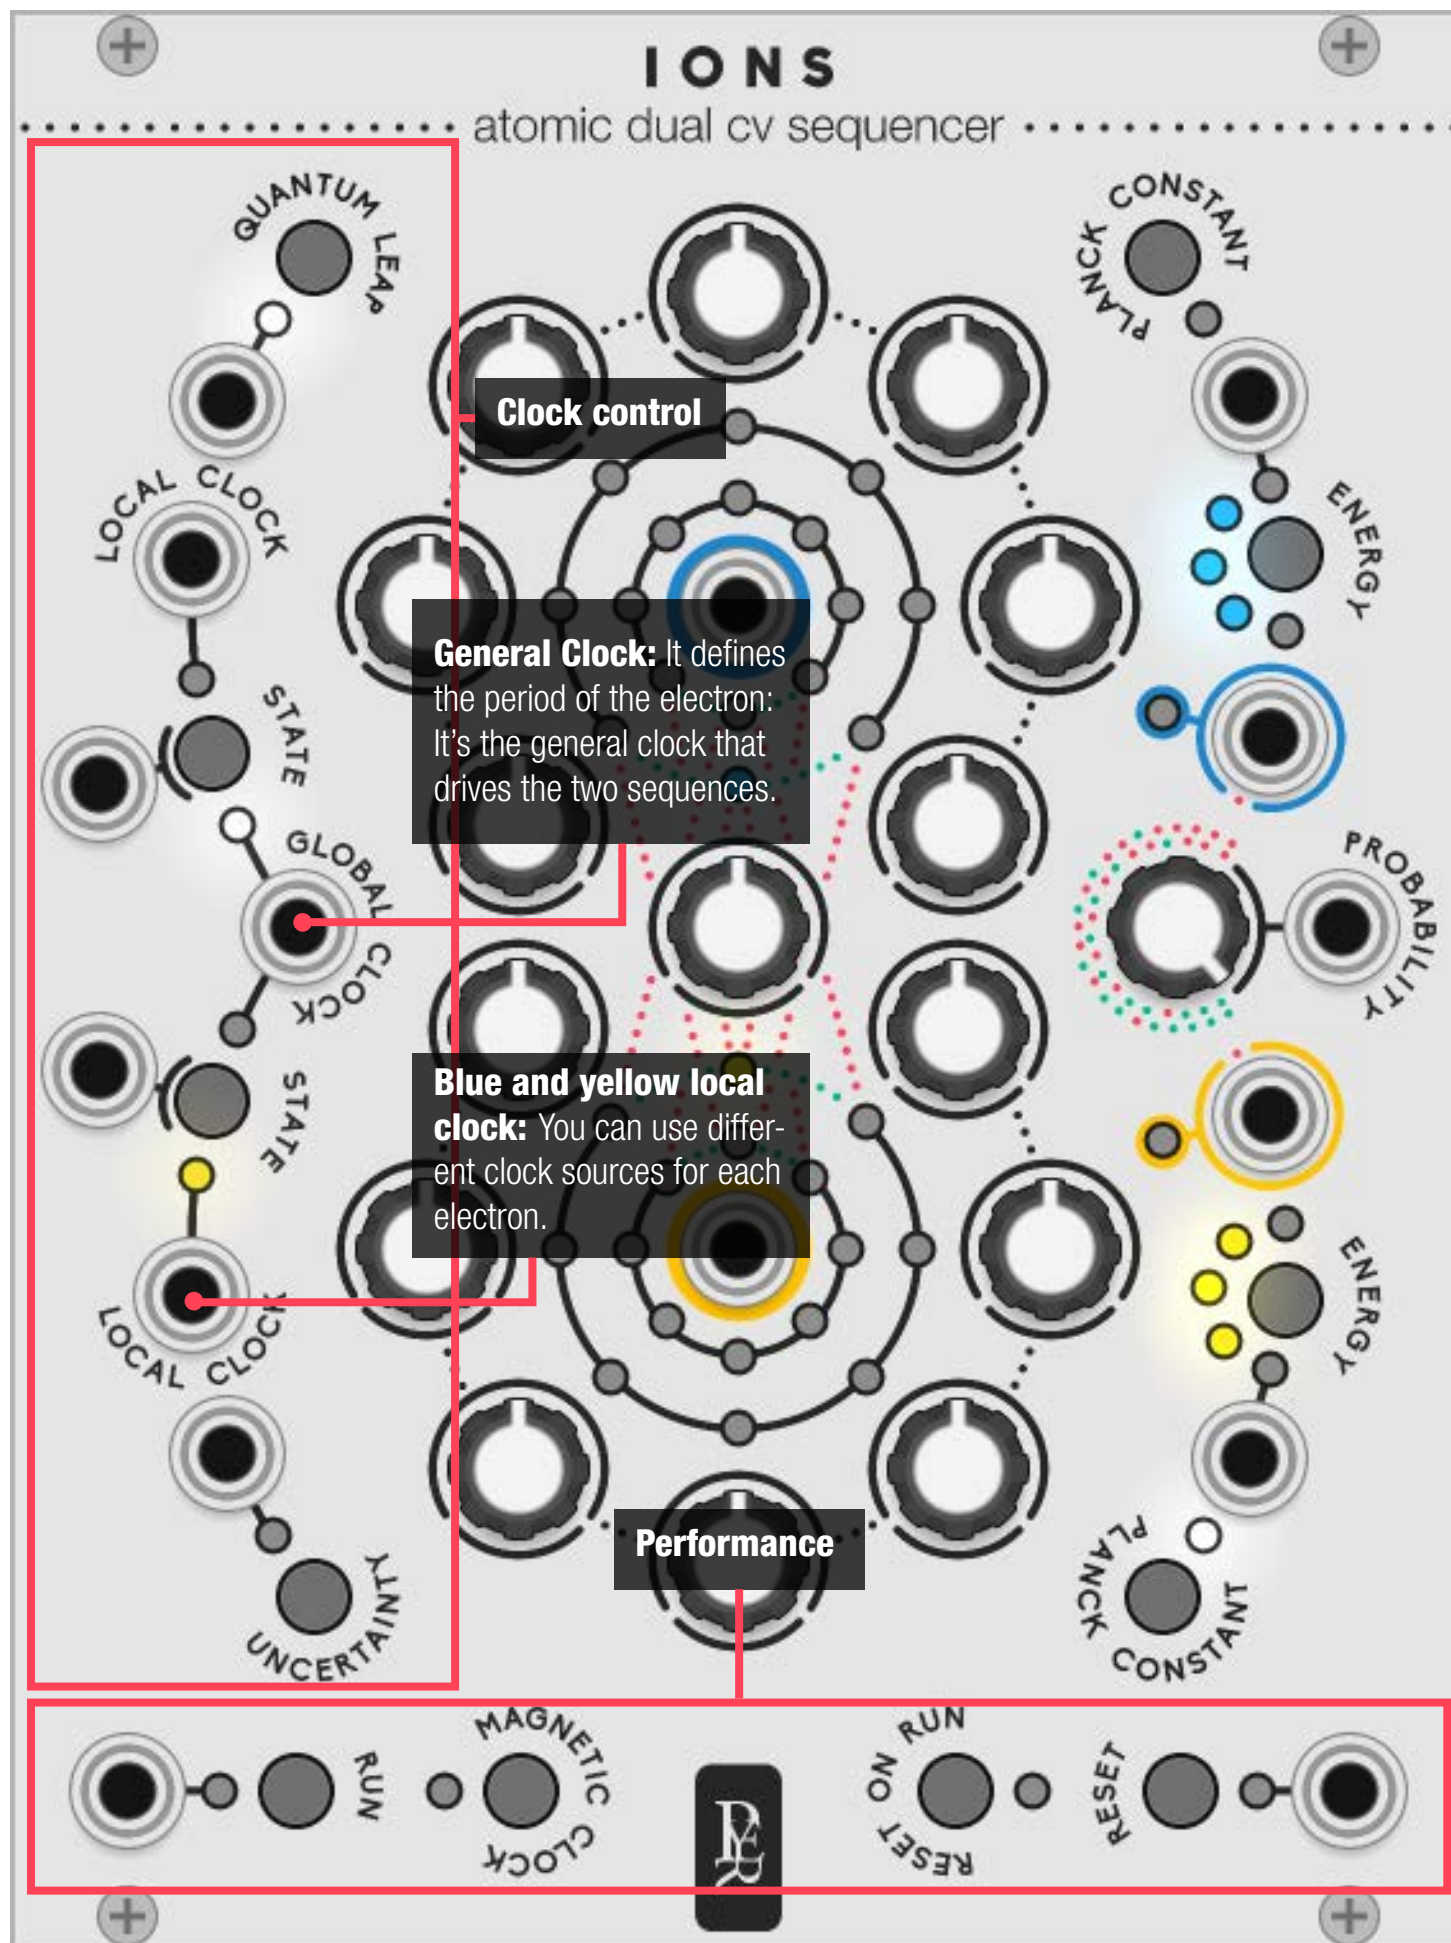 IONS
atomic dual cv sequencer
QUANTUM LEAP
PLANCK CONSTANT
Clock control
LOCAL CLOCK
ENERGY
General Clock: It defines
the period of the electron:
It's the general clock that
drives the two sequences.
STATE
GLOBAL CLOCK
PROBABILITY
STATE
Blue and yellow local
clock: You can use differ-
ent clock sources for each
electron.
ENERGY
LOCAL CLOCK
Performance
UNCERTAINTY
PLANCK CONSTANT
RUN
MAGNETIC CLOCK
RESET ON RUN
RESET